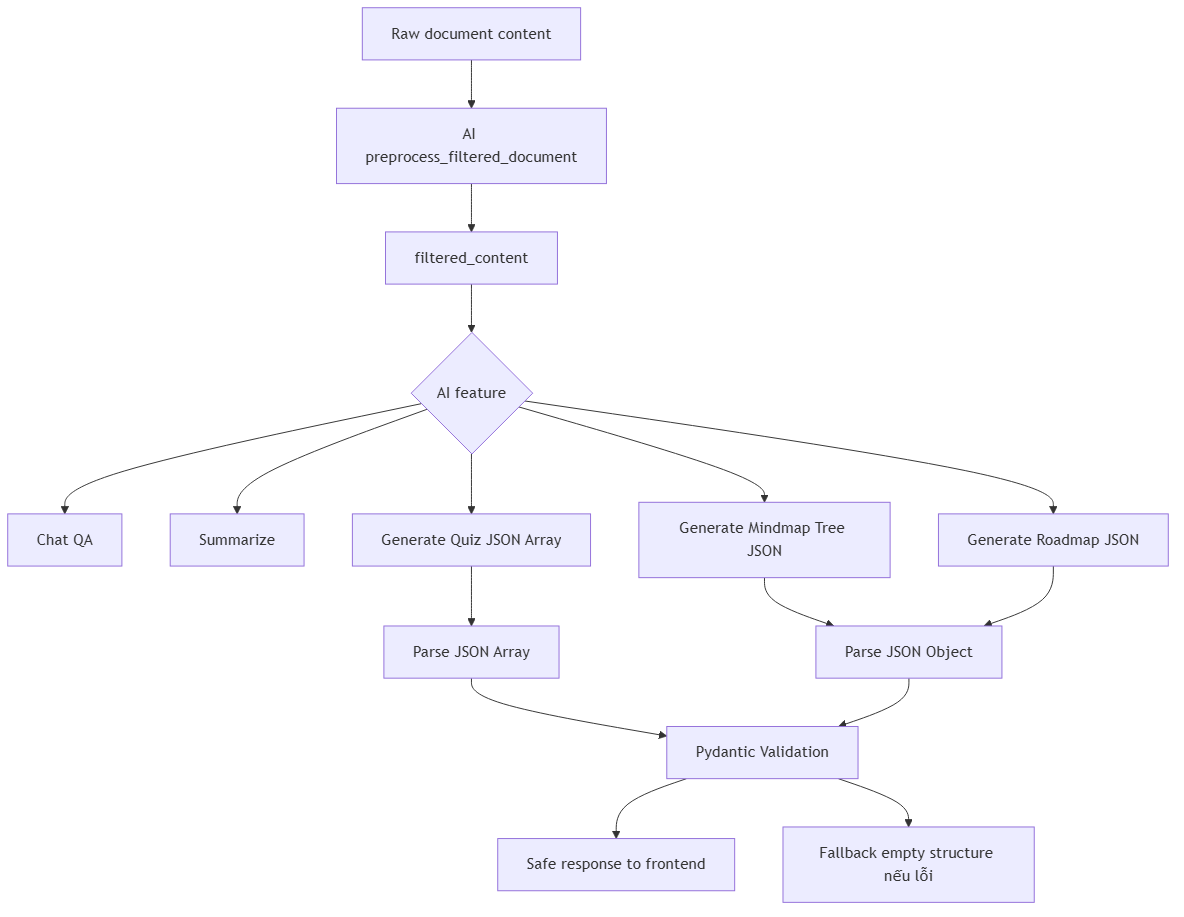 Raw document content
AI
preprocess_filtered_document
filtered_content
AI feature
Chat QA
Summarize
Generate Quiz JSON Array
Generate Mindmap Tree
JSON
Generate Roadmap JSON
Parse JSON Array
Parse JSON Object
Pydantic Validation
Safe response to frontend
Fallback empty structure
nếu lỗi